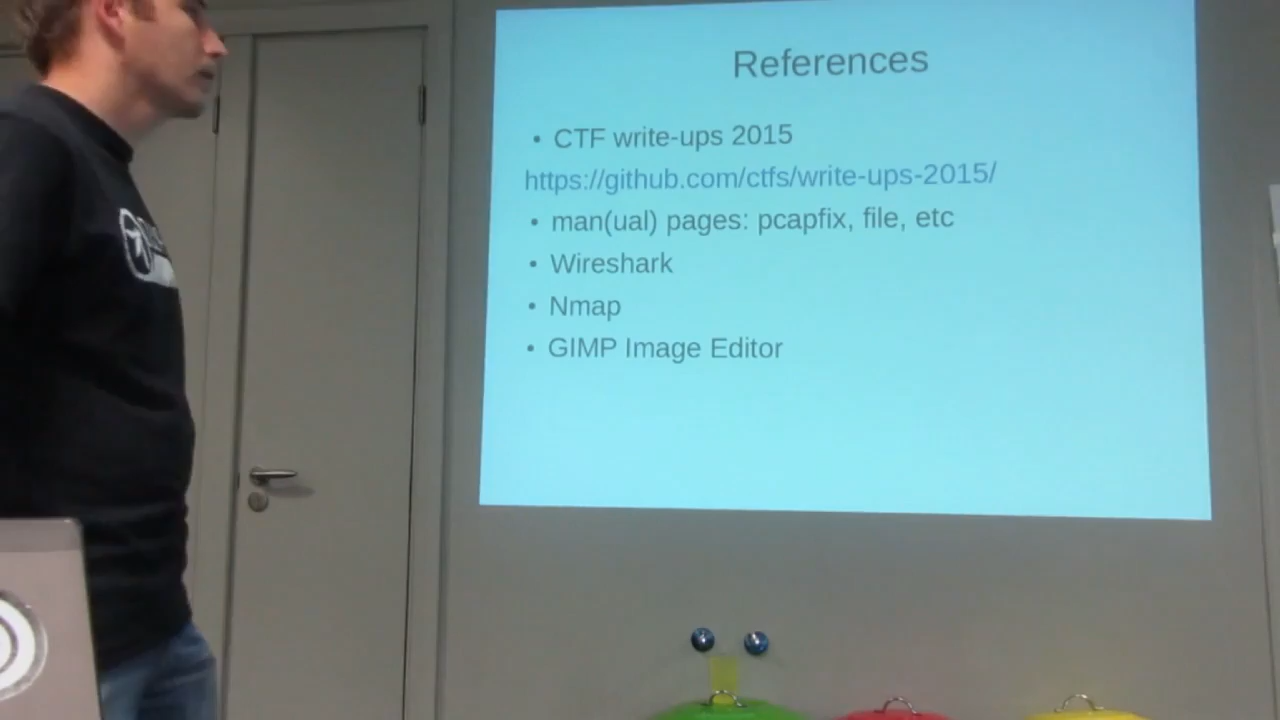 References
• CTF write-ups 2015
https://github.com/ctfs/write-ups-2015/
• man(ual) pages: pcapfix, file, etc
• Wireshark
• Nmap
• GIMP Image Editor